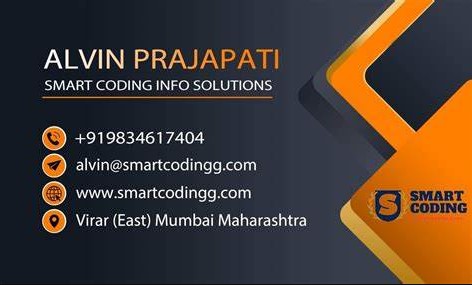 ALVIN PRAJAPATI
SMART CODING INFO SOLUTIONS
+919834617404
alvin@smartcodingg.com
www.smartcodingg.com
Virar (East) Mumbai Maharashtra
S
SMART
CODING